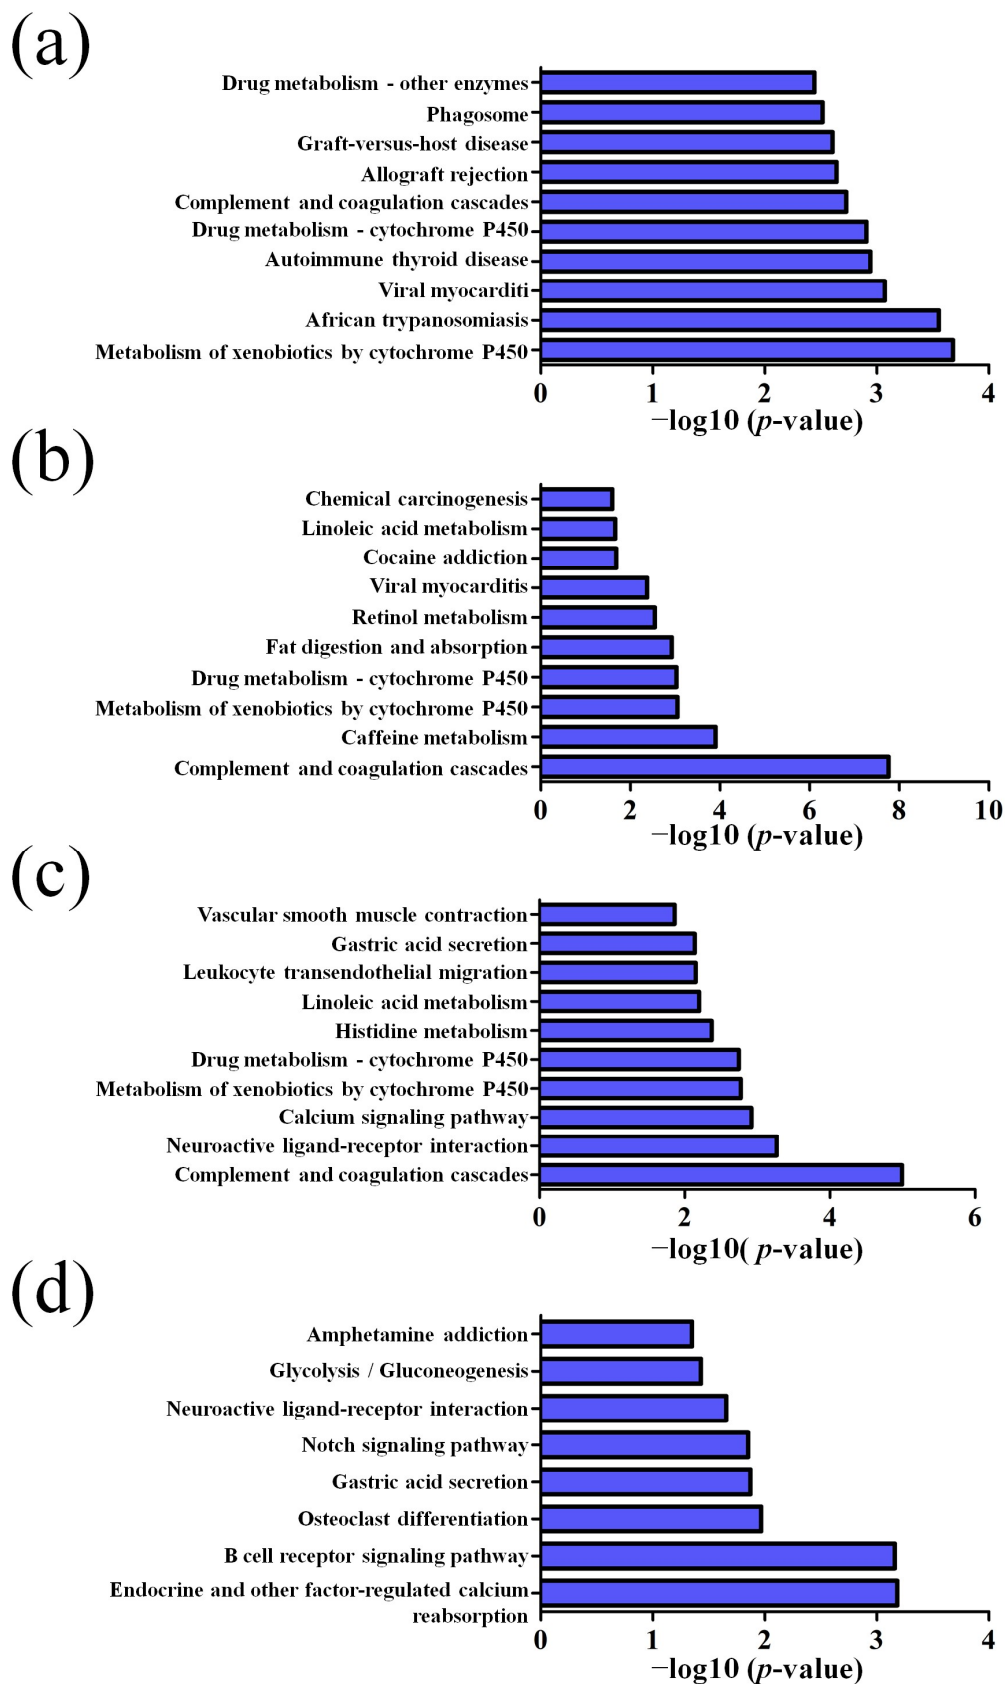 (a)
Drug metabolism - other enzymes
Phagosome
Graft-versus-host disease
Allograft rejection
Complement and coagulation cascades
Drug metabolism - cytochrome P450
Autoimmune thyroid disease
Viral myocarditi
African trypanosomiasis
Metabolism of xenobiotics by cytochrome P450
0 1 2 3 4
−log10 (p-value)
(b)
Chemical carcinogenesis
Linoleic acid metabolism
Cocaine addiction
Viral myocarditis
Retinol metabolism
Fat digestion and absorption
Drug metabolism - cytochrome P450
Metabolism of xenobiotics by cytochrome P450
Caffeine metabolism
Complement and coagulation cascades
0 2 4 6 8 10
−log10 (p-value)
(c)
Vascular smooth muscle contraction
Gastric acid secretion
Leukocyte transendothelial migration
Linoleic acid metabolism
Histidine metabolism
Drug metabolism - cytochrome P450
Metabolism of xenobiotics by cytochrome P450
Calcium signaling pathway
Neuroactive ligand-receptor interaction
Complement and coagulation cascades
0 2 4 6
−log10( p-value)
(d)
Amphetamine addiction
Glycolysis / Gluconeogenesis
Neuroactive ligand-receptor interaction
Notch signaling pathway
Gastric acid secretion
Osteoclast differentiation
B cell receptor signaling pathway
Endocrine and other factor-regulated calcium
reabsorption
0 1 2 3 4
−log10 (p-value)